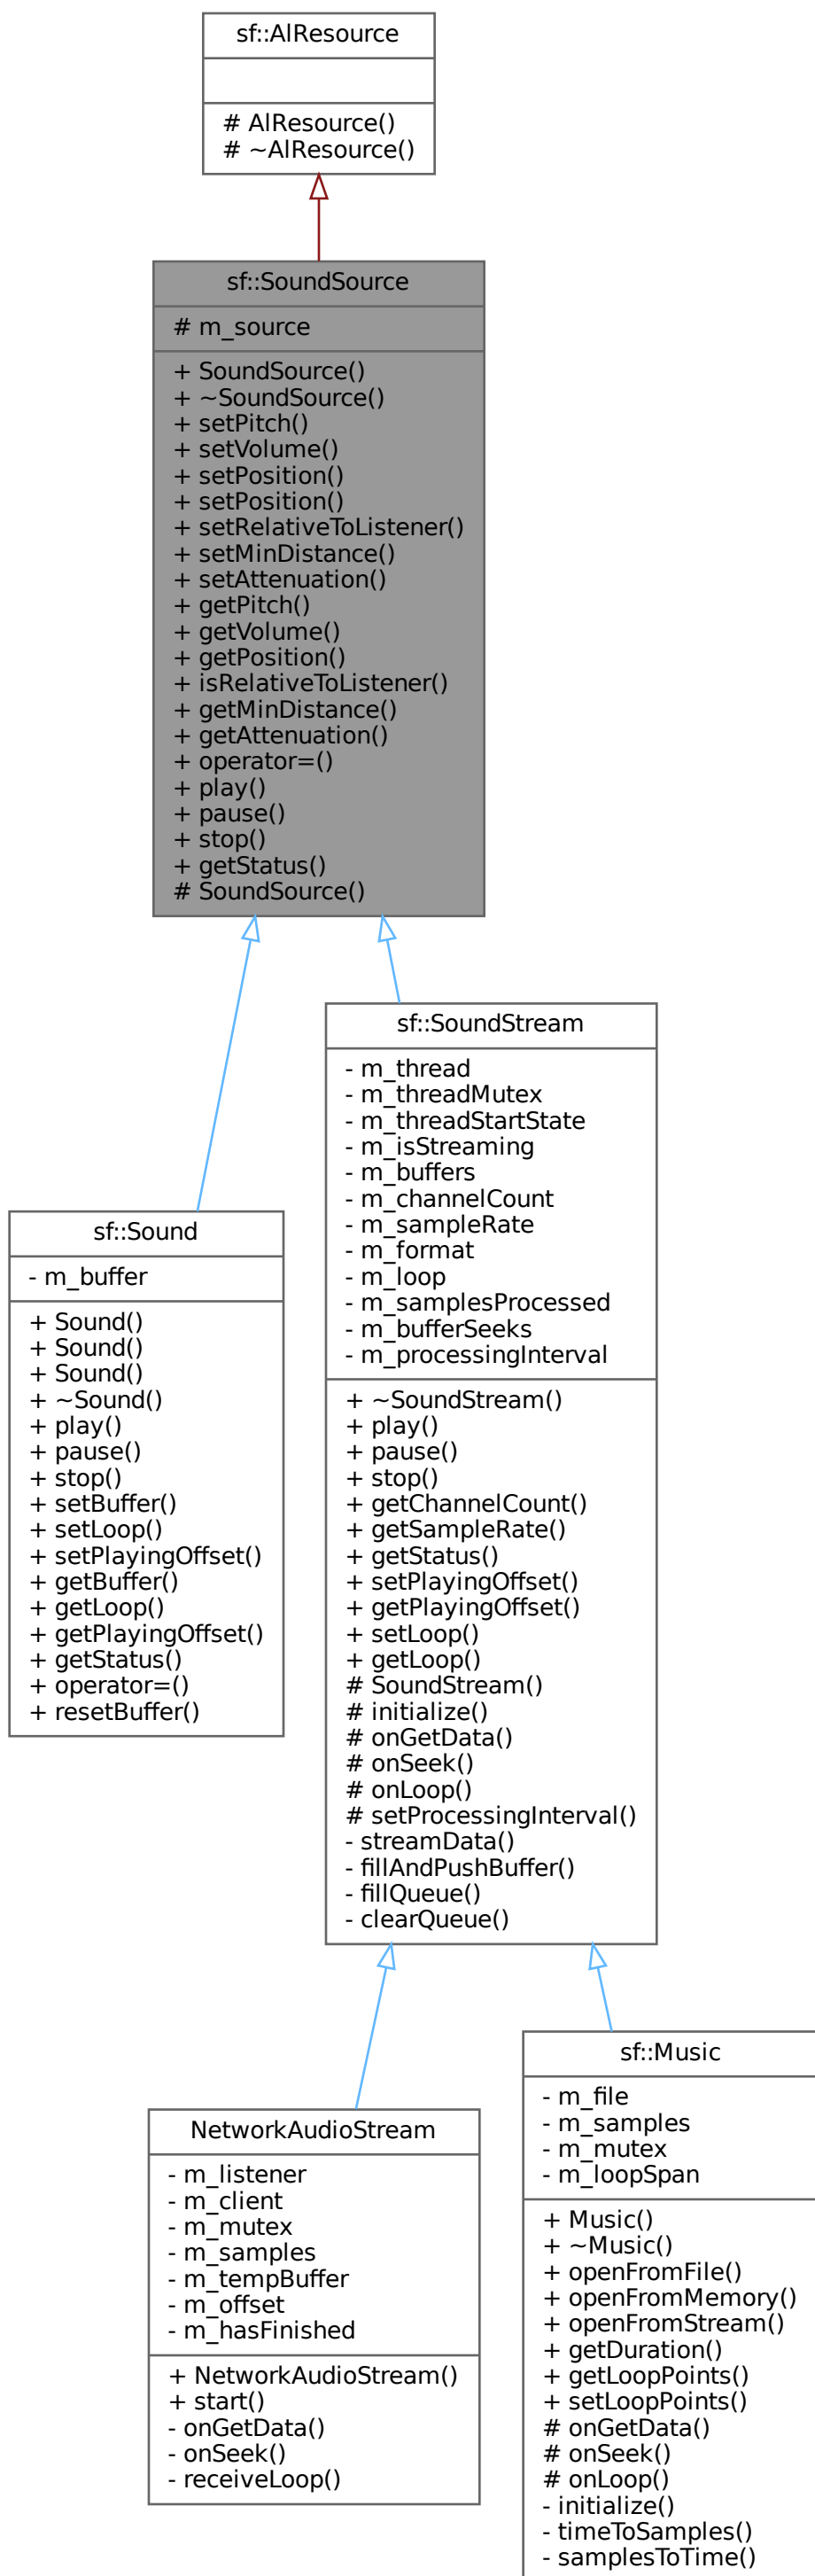 sf::AlResource
# AlResource()
# ~AlResource()
sf::SoundSource
# m_source
+ SoundSource()
+ ~SoundSource()
+ setPitch()
+ setVolume()
+ setPosition()
+ setPosition()
+ setRelativeToListener()
+ setMinDistance()
+ setAttenuation()
+ getPitch()
+ getVolume()
+ getPosition()
+ isRelativeToListener()
+ getMinDistance()
+ getAttenuation()
+ operator=()
+ play()
+ pause()
+ stop()
+ getStatus()
# SoundSource()
sf::Sound
- m_buffer
+ Sound()
+ Sound()
+ Sound()
+ ~Sound()
+ play()
+ pause()
+ stop()
+ setBuffer()
+ setLoop()
+ setPlayingOffset()
+ getBuffer()
+ getLoop()
+ getPlayingOffset()
+ getStatus()
+ operator=()
+ resetBuffer()
sf::SoundStream
- m_thread
- m_threadMutex
- m_threadStartState
- m_isStreaming
- m_buffers
- m_channelCount
- m_sampleRate
- m_format
- m_loop
- m_samplesProcessed
- m_bufferSeeks
- m_processingInterval
+ ~SoundStream()
+ play()
+ pause()
+ stop()
+ getChannelCount()
+ getSampleRate()
+ getStatus()
+ setPlayingOffset()
+ getPlayingOffset()
+ setLoop()
+ getLoop()
# SoundStream()
# initialize()
# onGetData()
# onSeek()
# onLoop()
# setProcessingInterval()
- streamData()
- fillAndPushBuffer()
- fillQueue()
- clearQueue()
NetworkAudioStream
- m_listener
- m_client
- m_mutex
- m_samples
- m_tempBuffer
- m_offset
- m_hasFinished
+ NetworkAudioStream()
+ start()
- onGetData()
- onSeek()
- receiveLoop()
sf::Music
- m_file
- m_samples
- m_mutex
- m_loopSpan
+ Music()
+ ~Music()
+ openFromFile()
+ openFromMemory()
+ openFromStream()
+ getDuration()
+ getLoopPoints()
+ setLoopPoints()
# onGetData()
# onSeek()
# onLoop()
- initialize()
- timeToSamples()
- samplesToTime()